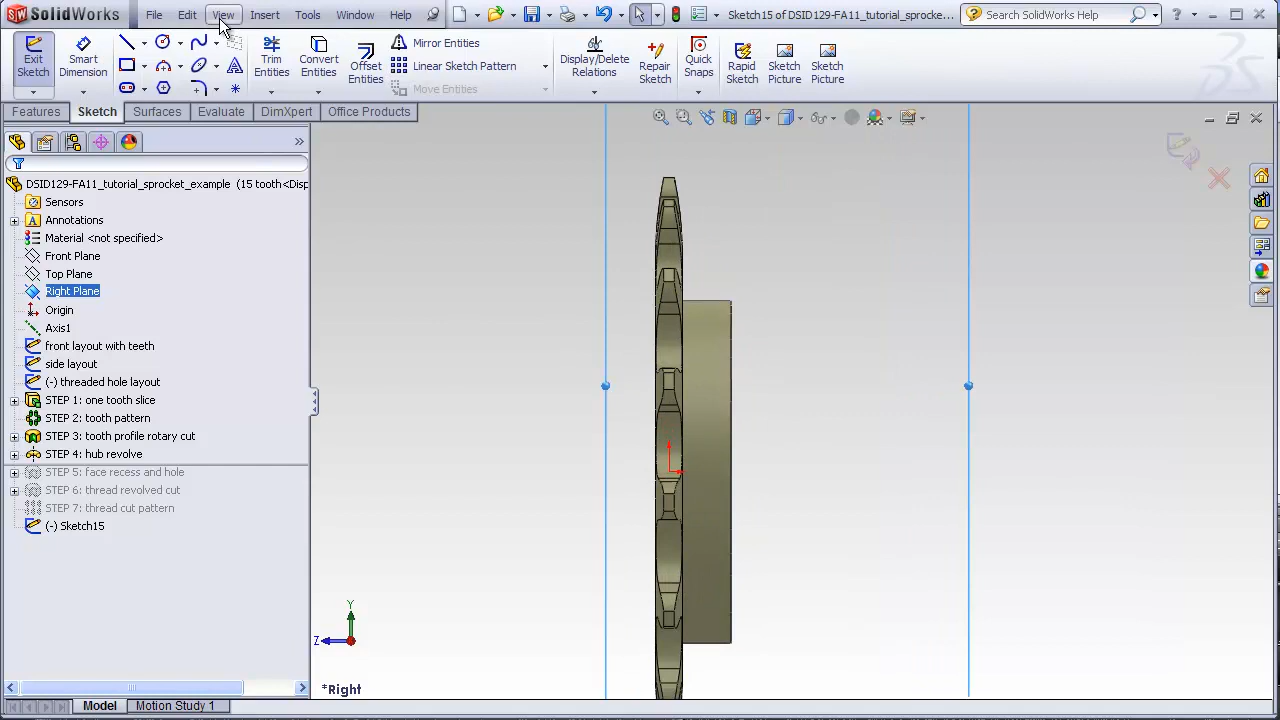 SolidWorks
File Edit View Insert Tools Window Help
Sketch15 of DSID129-FA11_tutorial_sprocke...
Search SolidWorks Help
Exit Sketch
Smart Dimension
Trim Entities
Convert Entities
Offset Entities
Mirror Entities
Linear Sketch Pattern
Move Entities
Display/Delete Relations
Repair Sketch
Quick Snaps
Rapid Sketch
Sketch Picture
Sketch Picture
Features Sketch Surfaces Evaluate DimXpert Office Products
DSID129-FA11_tutorial_sprocket_example (15 tooth<Disp
Sensors
Annotations
Material <not specified>
Front Plane
Top Plane
Right Plane
Origin
Axis1
front layout with teeth
side layout
(-) threaded hole layout
STEP 1: one tooth slice
STEP 2: tooth pattern
STEP 3: tooth profile rotary cut
STEP 4: hub revolve
STEP 5: face recess and hole
STEP 6: thread revolved cut
STEP 7: thread cut pattern
(-) Sketch15
Y
Z
*Right
Model Motion Study 1